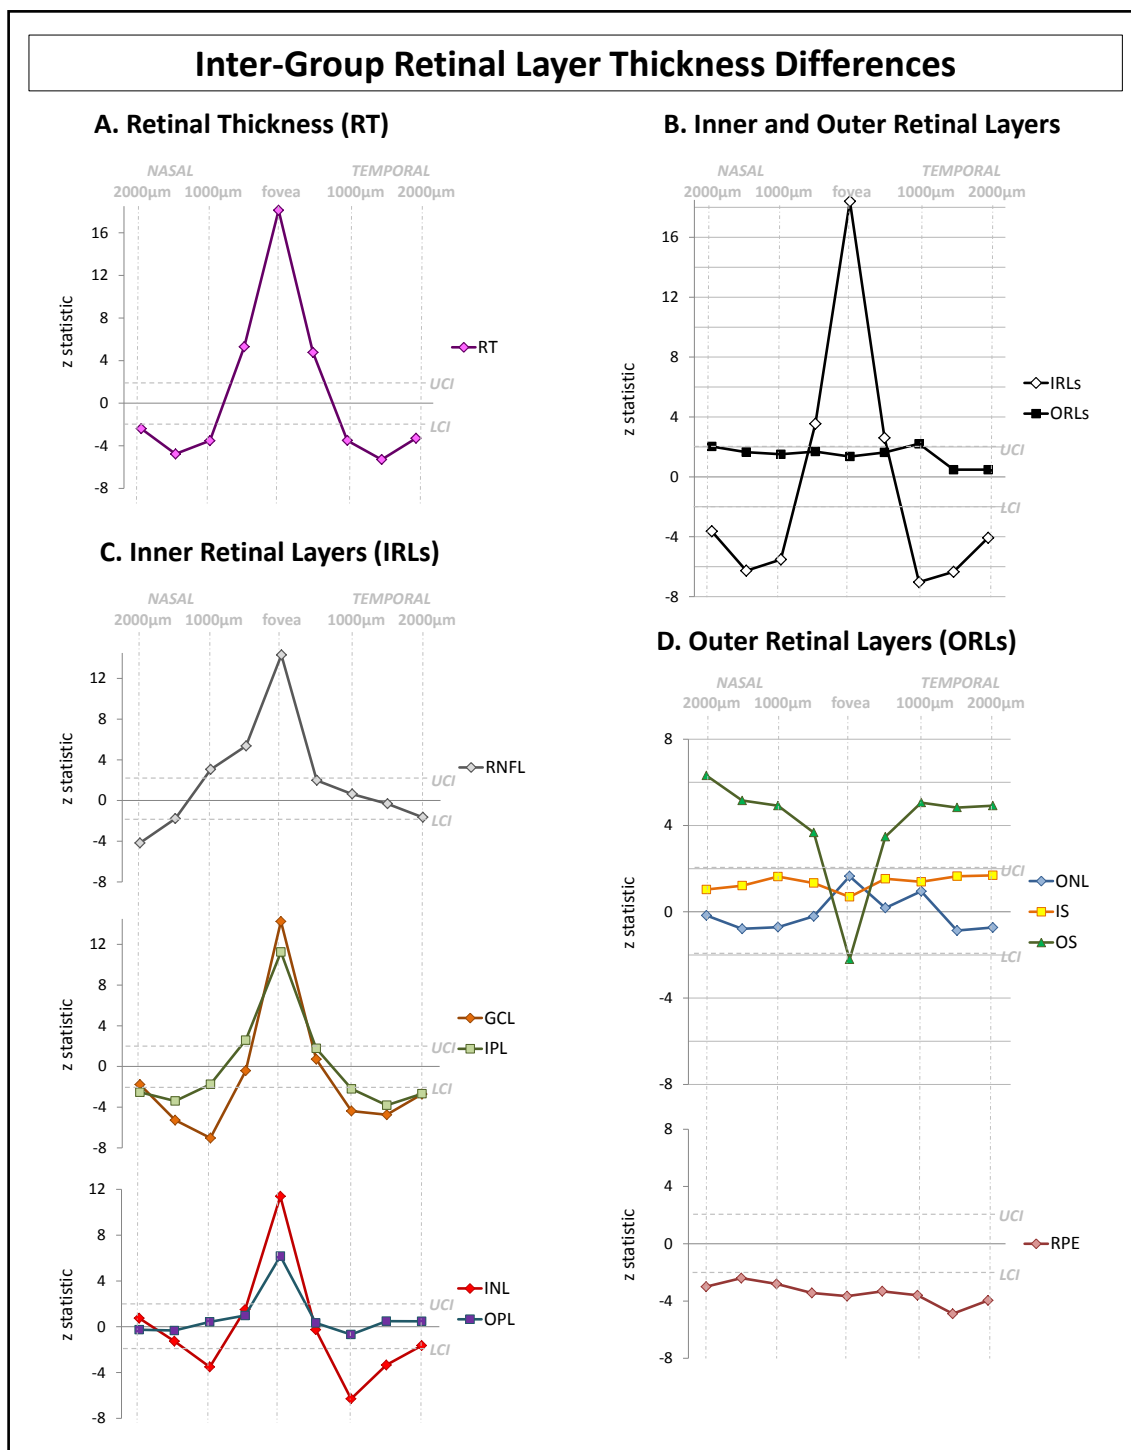 Inter-Group Retinal Layer Thickness Differences
A. Retinal Thickness (RT)
NASAL TEMPORAL
2000μm 1000μm fovea 1000μm 2000μm
16
12
8
4
0
-4
-8
z statistic
UCI
LCI
RT
B. Inner and Outer Retinal Layers
NASAL TEMPORAL
2000μm 1000μm fovea 1000μm 2000μm
16
12
8
4
0
-4
-8
z statistic
UCI
LCI
IRLs
ORLs
C. Inner Retinal Layers (IRLs)
NASAL TEMPORAL
2000μm 1000μm fovea 1000μm 2000μm
12
8
4
0
-4
-8
z statistic
UCI
LCI
RNFL
12
8
4
0
-4
-8
z statistic
UCI
LCI
GCL
IPL
12
8
4
0
-4
-8
z statistic
UCI
LCI
INL
OPL
D. Outer Retinal Layers (ORLs)
NASAL TEMPORAL
2000μm 1000μm fovea 1000μm 2000μm
8
4
0
-4
-8
z statistic
UCI
LCI
ONL
IS
OS
8
4
0
-4
-8
z statistic
UCI
LCI
RPE